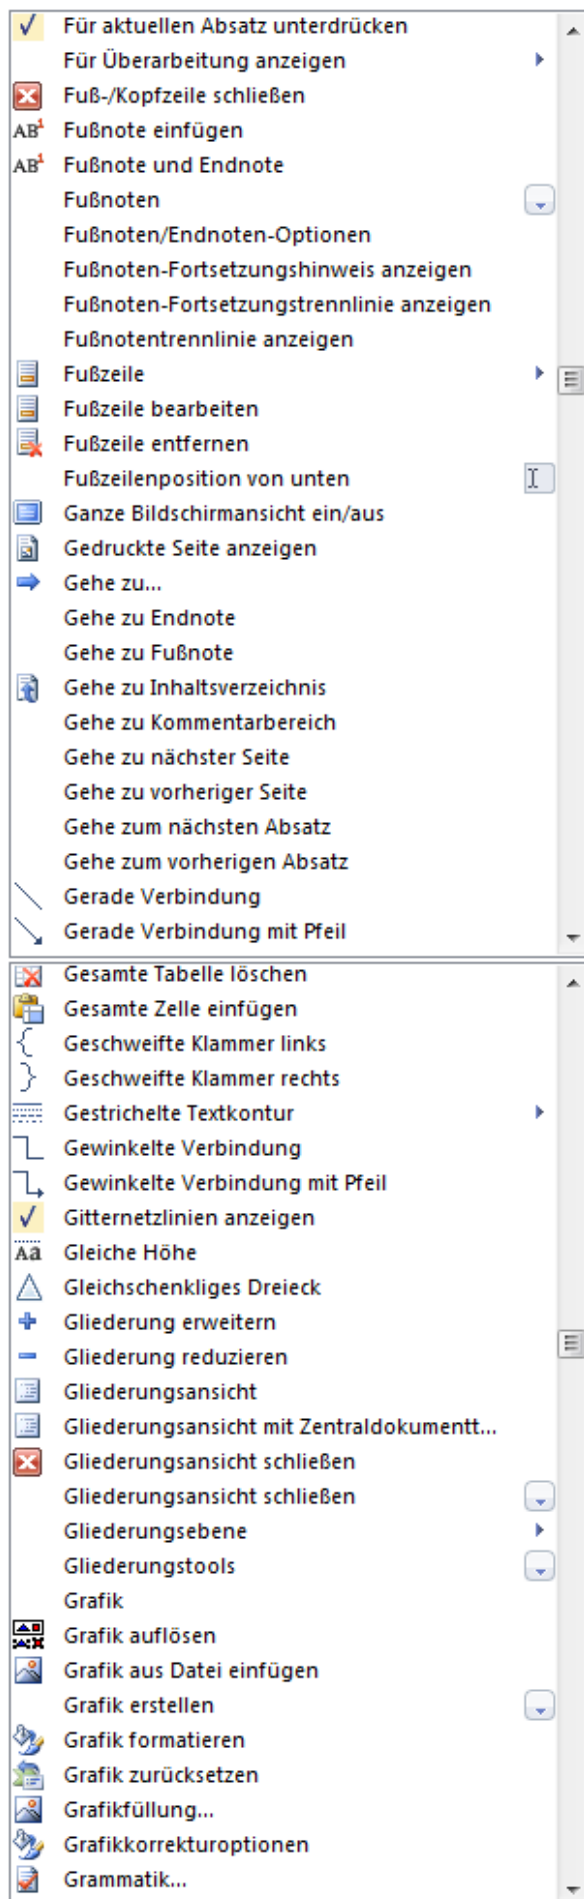 Für aktuellen Absatz unterdrücken
Für Überarbeitung anzeigen
Fuß-/Kopfzeile schließen
AB¹ Fußnote einfügen
AB¹ Fußnote und Endnote
Fußnoten
Fußnoten/Endnoten-Optionen
Fußnoten-Fortsetzungshinweis anzeigen
Fußnoten-Fortsetzungstrennlinie anzeigen
Fußnotentrennlinie anzeigen
Fußzeile
Fußzeile bearbeiten
Fußzeile entfernen
Fußzeilenposition von unten
Ganze Bildschirmansicht ein/aus
Gedruckte Seite anzeigen
Gehe zu...
Gehe zu Endnote
Gehe zu Fußnote
Gehe zu Inhaltsverzeichnis
Gehe zu Kommentarbereich
Gehe zu nächster Seite
Gehe zu vorheriger Seite
Gehe zum nächsten Absatz
Gehe zum vorherigen Absatz
Gerade Verbindung
Gerade Verbindung mit Pfeil
Gesamte Tabelle löschen
Gesamte Zelle einfügen
{ Geschweifte Klammer links
} Geschweifte Klammer rechts
Gestrichelte Textkontur
Gewinkelte Verbindung
Gewinkelte Verbindung mit Pfeil
Gitternetzlinien anzeigen
Aa Gleiche Höhe
Gleichschenkliges Dreieck
Gliederung erweitern
Gliederung reduzieren
Gliederungsansicht
Gliederungsansicht mit Zentraldokumentt...
Gliederungsansicht schließen
Gliederungsansicht schließen
Gliederungsebene
Gliederungstools
Grafik
Grafik auflösen
Grafik aus Datei einfügen
Grafik erstellen
Grafik formatieren
Grafik zurücksetzen
Grafikfüllung...
Grafikkorrekturoptionen
Grammatik...